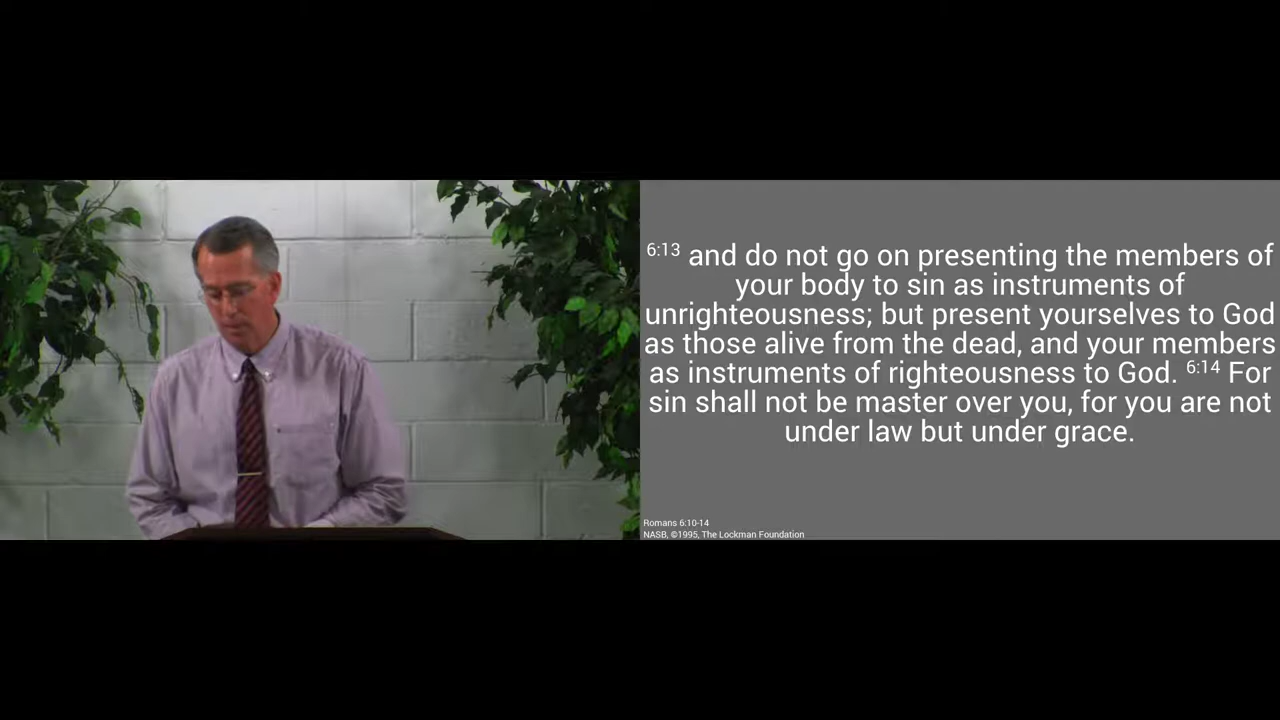 6:13 and do not go on presenting the members of
your body to sin as instruments of
unrighteousness; but present yourselves to God
as those alive from the dead, and your members
as instruments of righteousness to God. 6:14 For
sin shall not be master over you, for you are not
under law but under grace.
Romans 6:10-14
NASB, ©1995, The Lockman Foundation